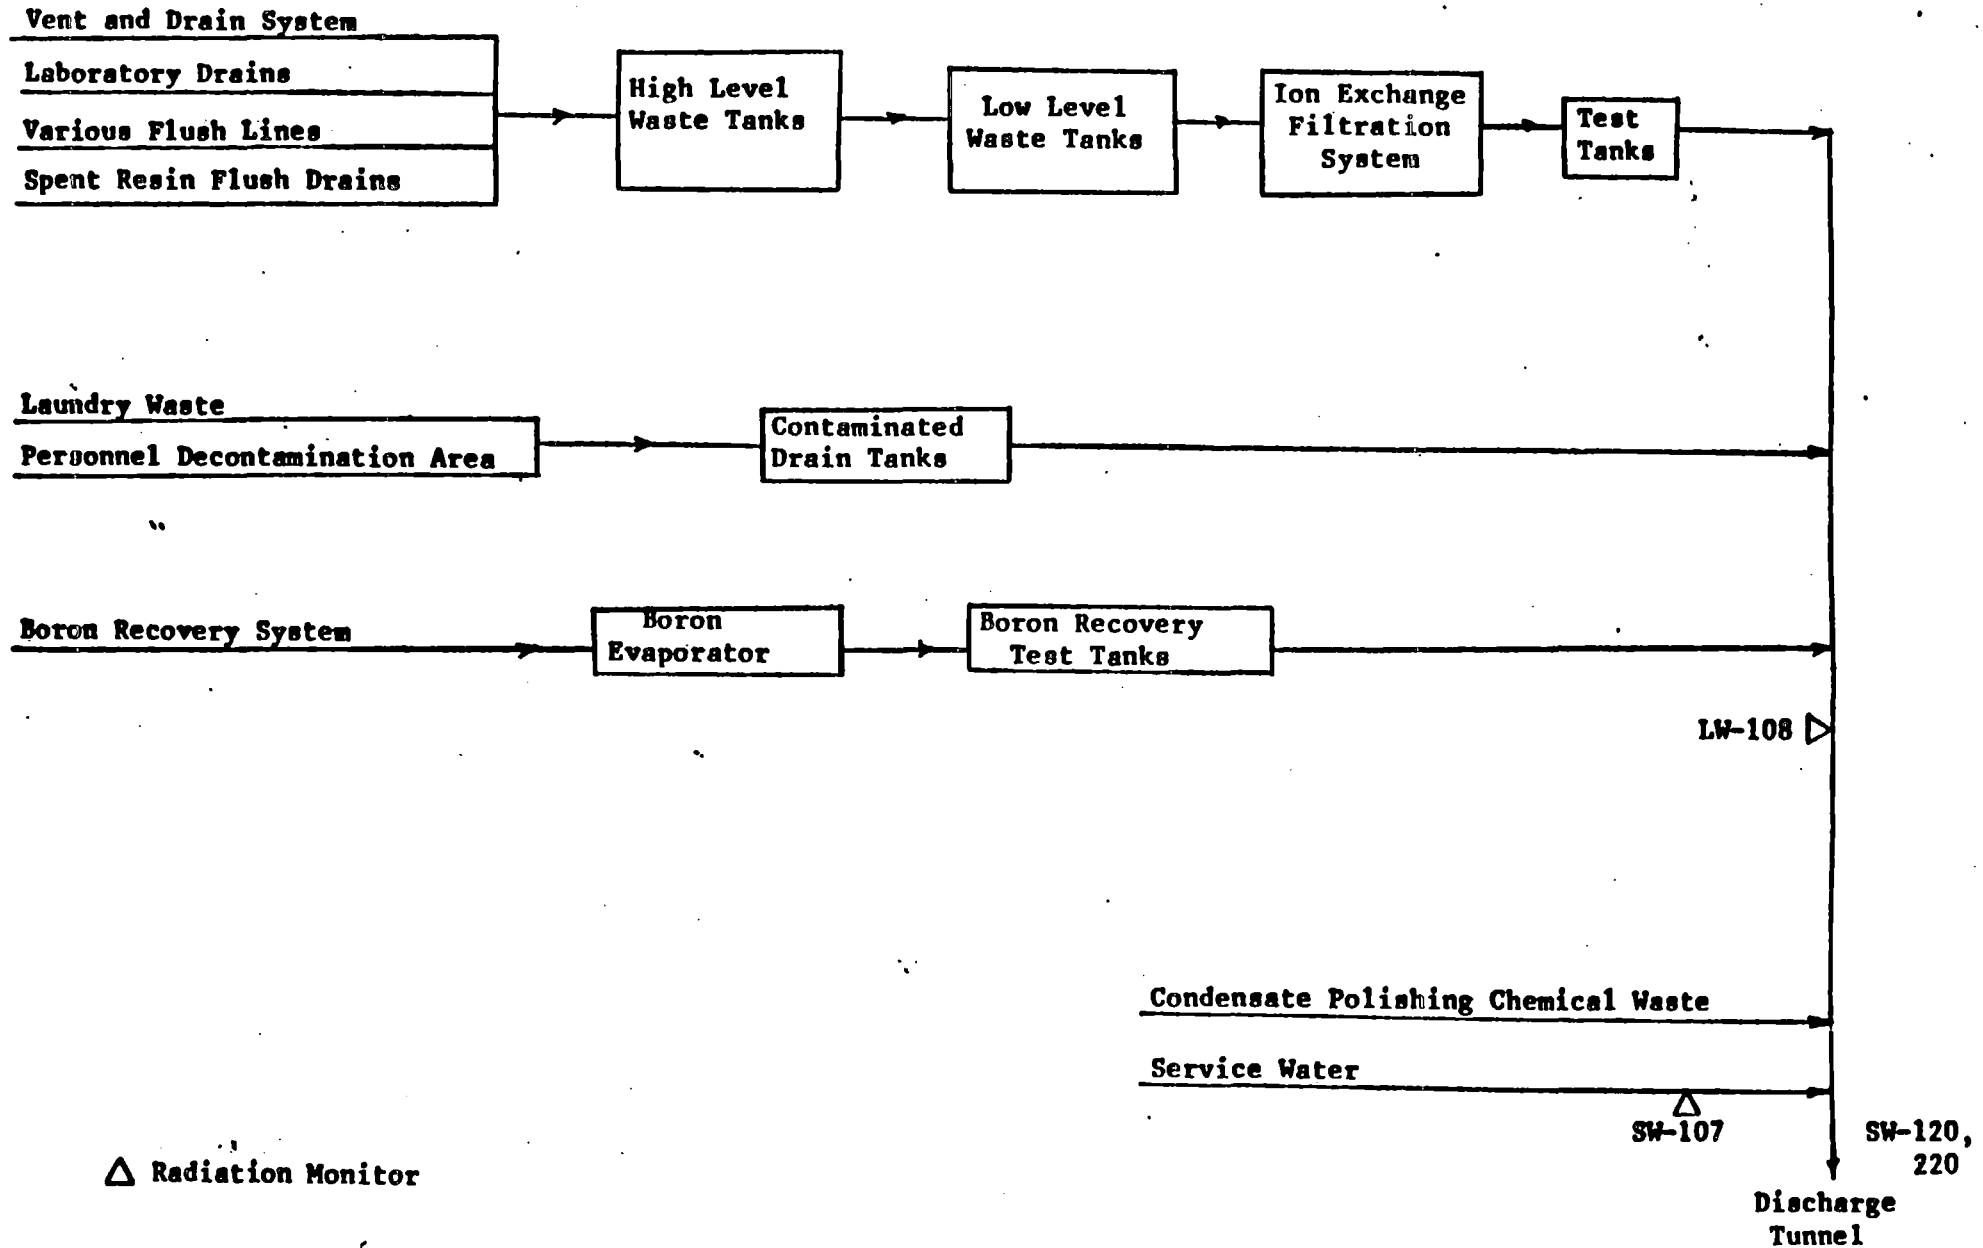 Vent and Drain System
Laboratory Drains
Various Flush Lines
Spent Resin Flush Drains
High Level
Waste Tanks
Low Level
Waste Tanks
Ion Exchange
Filtration
System
Test
Tanks
Laundry Waste
Personnel Decontamination Area
Contaminated
Drain Tanks
Boron Recovery System
Boron
Evaporator
Boron Recovery
Test Tanks
LW-108
Condensate Polishing Chemical Waste
Service Water
SW-107
SW-120,
220
Radiation Monitor
Discharge
Tunnel